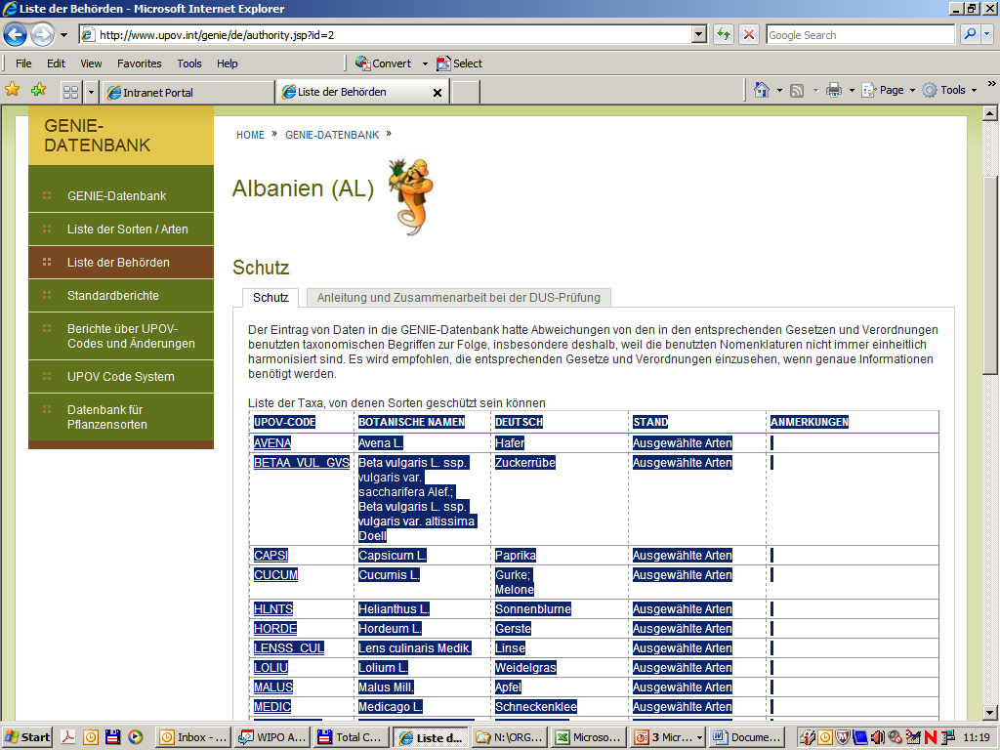 Liste der Behörden - Microsoft Internet Explorer
http://www.upov.int/genie/de/authority.jsp?id=2
Google Search
File Edit View Favorites Tools Help
Convert Select
Intranet Portal
Liste der Behörden
Page Tools
GENIE-
DATENBANK
GENIE-Datenbank
Liste der Sorten / Arten
Liste der Behörden
Standardberichte
Berichte über UPOV-
Codes und Änderungen
UPOV Code System
Datenbank für
Pflanzensorten
HOME » GENIE-DATENBANK »
Albanien (AL)
Schutz
Schutz
Anleitung und Zusammenarbeit bei der DUS-Prüfung
Der Eintrag von Daten in die GENIE-Datenbank hatte Abweichungen von den in den entsprechenden Gesetzen und Verordnungen
benutzten taxonomischen Begriffen zur Folge, insbesondere deshalb, weil die benutzten Nomenklaturen nicht immer einheitlich
harmonisiert sind. Es wird empfohlen, die entsprechenden Gesetze und Verordnungen einzusehen, wenn genaue Informationen
benötigt werden.
Liste der Taxa, von denen Sorten geschützt sein können
UPOV-CODE BOTANISCHE NAMEN DEUTSCH STAND ANMERKUNGEN
AVENA Avena L. Hafer Ausgewählte Arten
BETAA_VUL_GVS Beta vulgaris L. ssp. Zuckerrübe Ausgewählte Arten
vulgaris var.
saccharifera Alef.;
Beta vulgaris L. ssp.
vulgaris var. altissima
Doell
CAPSI Capsicum L. Paprika Ausgewählte Arten
CUCUM Cucumis L. Gurke; Ausgewählte Arten
Melone
HLNTS Helianthus L. Sonnenblume Ausgewählte Arten
HORDE Hordeum L. Gerste Ausgewählte Arten
LENSS_CUL Lens culinaris Medik. Linse Ausgewählte Arten
LOLIU Lolium L. Weidelgras Ausgewählte Arten
MALUS Malus Mill. Apfel Ausgewählte Arten
MEDIC Medicago L. Schneckenklee Ausgewählte Arten
Start Inbox - ... WIPO A... Total C... Liste d... N:\ORG... Microso... 3 Micr... Docume... 11:19